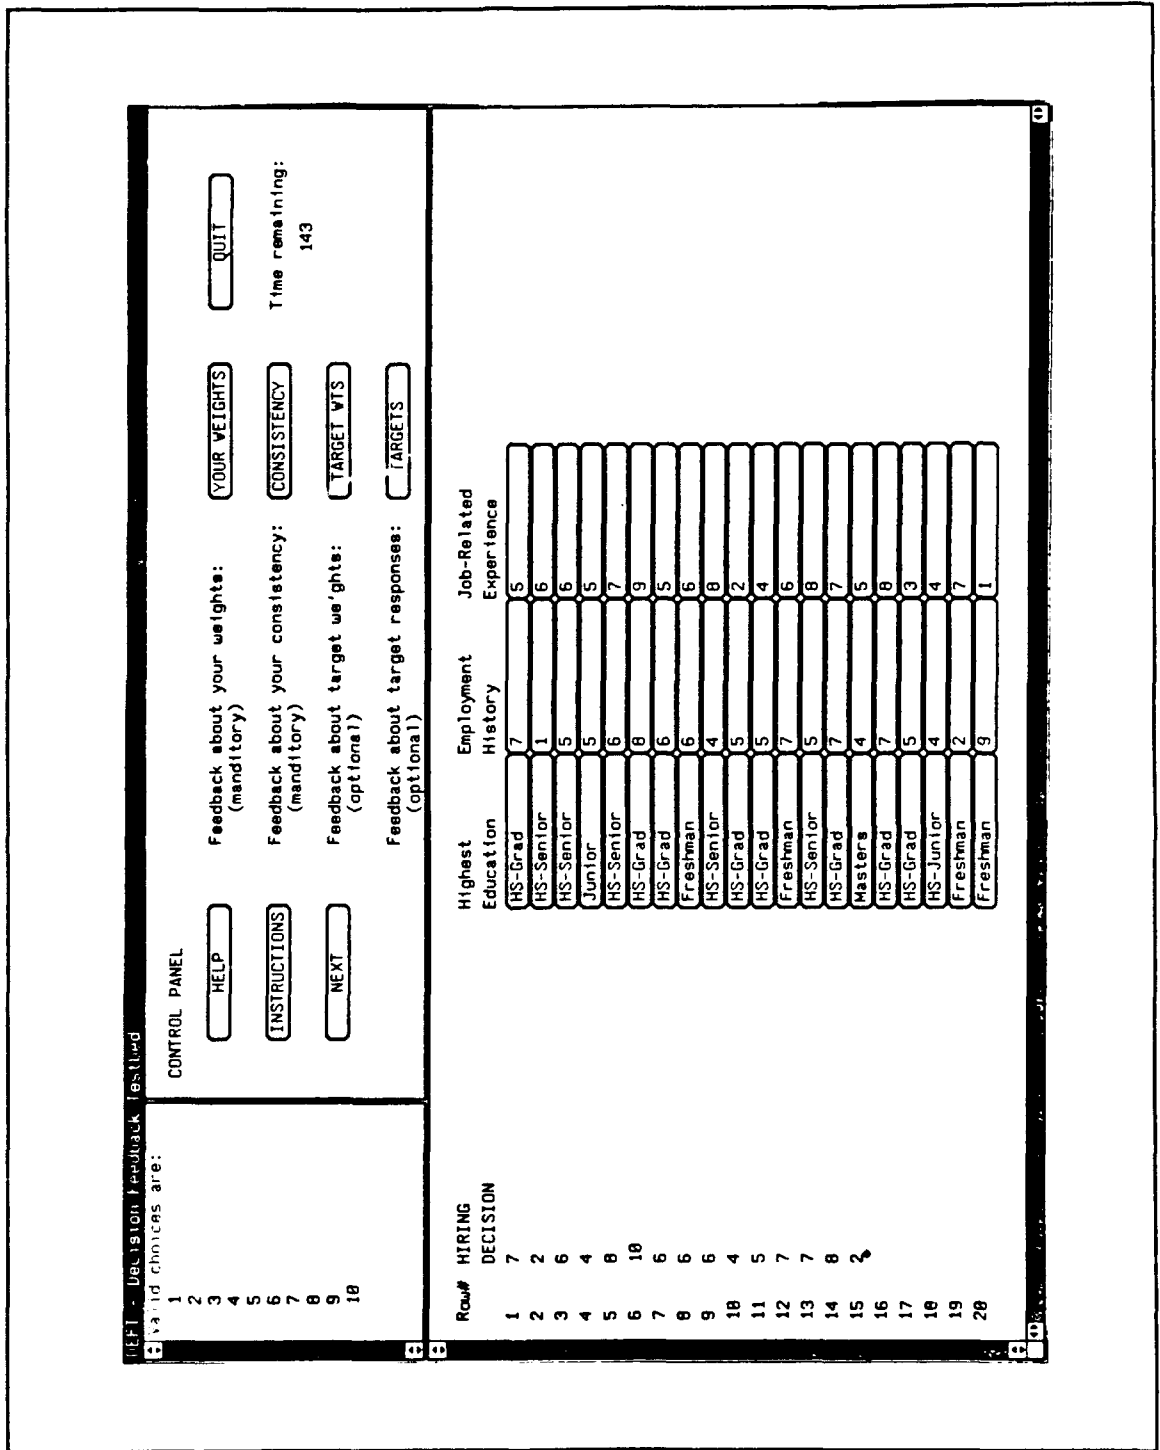 DEFT - Decision Feedback Testbed
Valid choices are:
1
2
3
4
5
6
7
8
9
10
CONTROL PANEL
HELP Feedback about your weights: YOUR WEIGHTS QUIT
(manditory)
INSTRUCTIONS Feedback about your consistency: CONSISTENCY Time remaining:
(manditory) 143
NEXT Feedback about target weights: TARGET WTS
(optional)
Feedback about target responses: TARGETS
(optional)
Row# HIRING Highest Employment Job-Related
DECISION Education History Experience
1 7 HS-Grad 7 5
2 2 HS-Senior 1 6
3 6 HS-Senior 5 6
4 4 Junior 5 5
5 8 HS-Senior 6 7
6 10 HS-Grad 8 9
7 6 HS-Grad 6 5
8 6 Freshman 6 6
9 6 HS-Senior 4 8
10 4 HS-Grad 5 2
11 5 HS-Grad 5 4
12 7 Freshman 7 6
13 7 HS-Senior 5 8
14 8 HS-Grad 7 7
15 2 Masters 4 5
16 HS-Grad 7 8
17 HS-Grad 5 3
18 HS-Junior 4 4
19 Freshman 2 7
20 Freshman 9 1